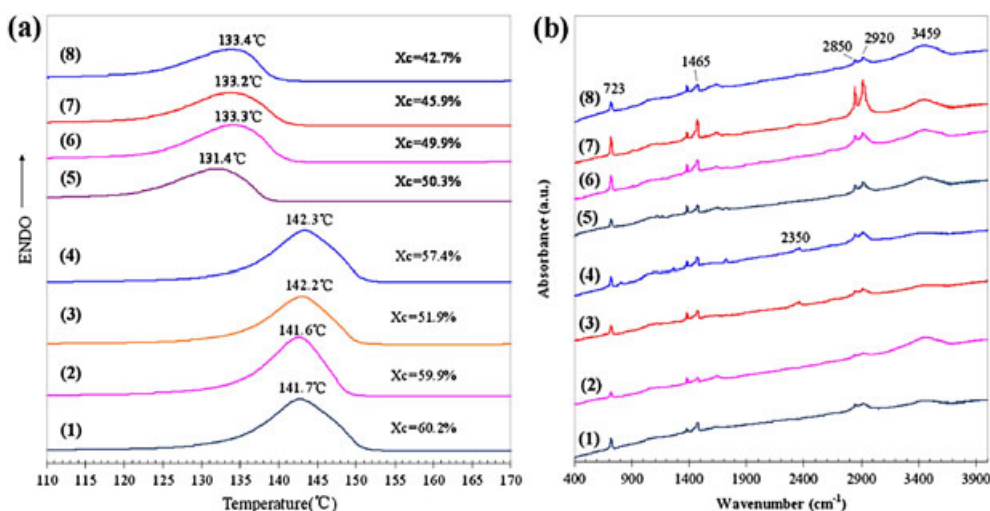 (a)
(8)
133.4℃
Xc=42.7%
(7)
133.2℃
Xc=45.9%
(6)
133.3℃
Xc=49.9%
(5)
131.4℃
Xc=50.3%
(4)
142.3℃
Xc=57.4%
(3)
142.2℃
Xc=51.9%
(2)
141.6℃
Xc=59.9%
(1)
141.7℃
Xc=60.2%
ENDO
110 115 120 125 130 135 140 145 150 155 160 165 170
Temperature(℃)
(b)
3459
2920
2850
1465
723
(8)
(7)
(6)
(5)
2350
(4)
(3)
(2)
(1)
Absorbance (a.u.)
400 900 1400 1900 2400 2900 3400 3900
Wavenumber (cm⁻¹)